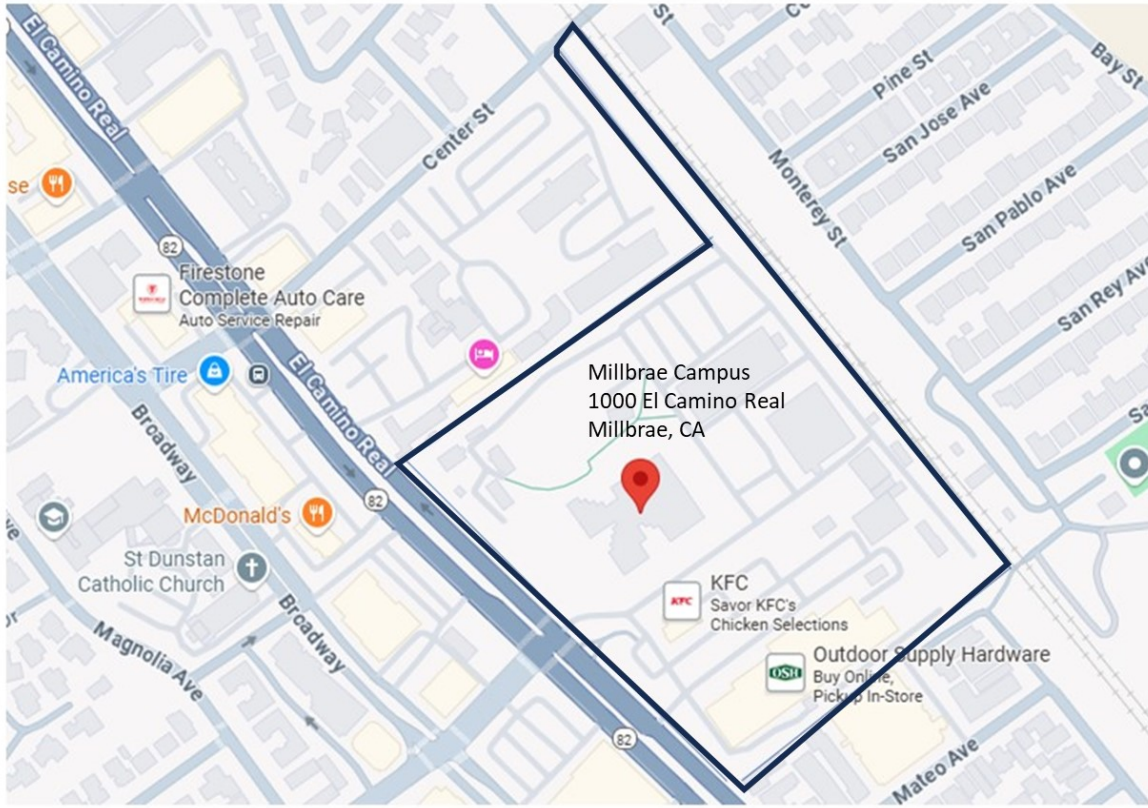 El Camino Real
St
Pine St
Bay St
San Jose Ave
Center St
Monterey St
San Pablo Ave
se
82
San Rey Ave
Firestone
Complete Auto Care
Auto Service Repair
America's Tire
El Camino Real
Millbrae Campus
1000 El Camino Real
Millbrae, CA
Broadway
82
McDonald's
St Dunstan
Catholic Church
KFC
KFC
Savor KFC's
Chicken Selections
Broadway
Magnolia Ave
OSH
Outdoor Supply Hardware
Buy Online,
Pickup In-Store
82
Mateo Ave